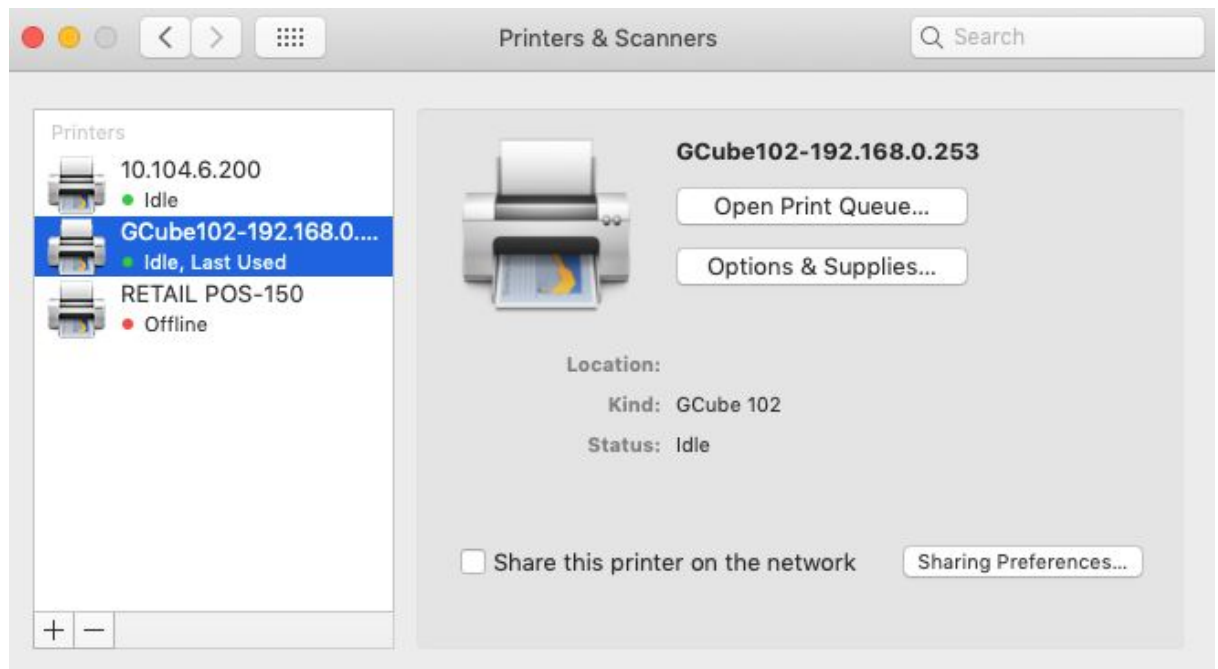 Printers & Scanners
Search
Printers
10.104.6.200
Idle
GCube102-192.168.0....
Idle, Last Used
RETAIL POS-150
Offline
GCube102-192.168.0.253
Open Print Queue...
Options & Supplies...
Location:
Kind: GCube 102
Status: Idle
Share this printer on the network
Sharing Preferences...